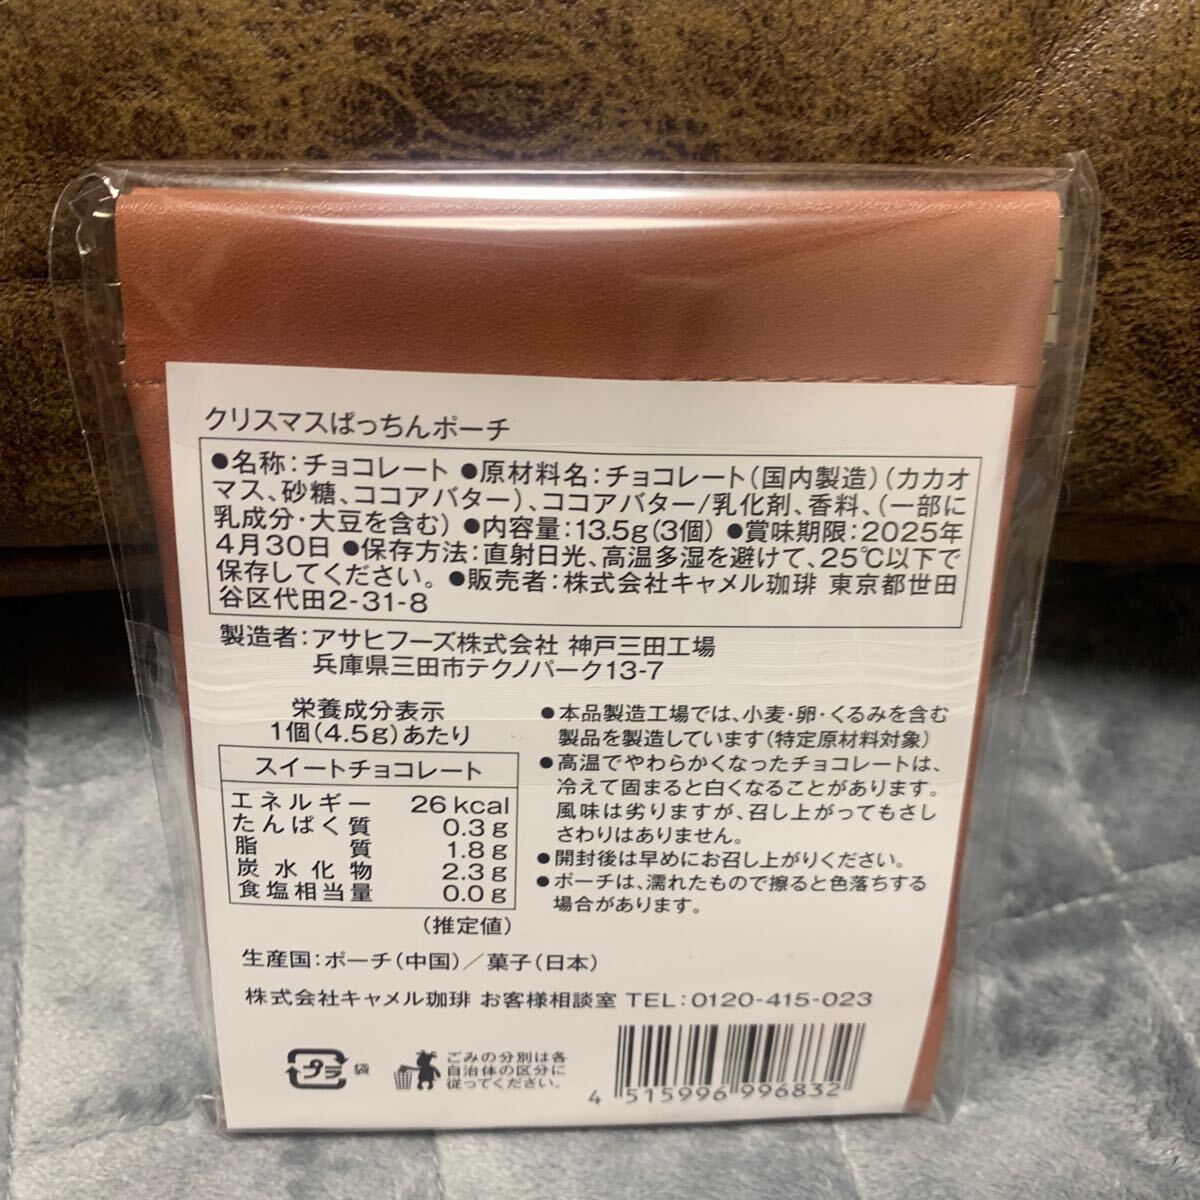 クリスマスぱっちんポーチ
●名称：チョコレート ●原材料名：チョコレート（国内製造）（カカオ
マス、砂糖、ココアバター）、ココアバター/乳化剤、香料、（一部に
乳成分・大豆を含む） ●内容量：13.5g（3個） ●賞味期限：2025年
4月30日 ●保存方法：直射日光、高温多湿を避けて、25℃以下で
保存してください。 ●販売者：株式会社キャメル珈琲 東京都世田
谷区代田2-31-8
製造者：アサヒフーズ株式会社 神戸三田工場
兵庫県三田市テクノパーク13-7
栄養成分表示
1個（4.5g）あたり
スイートチョコレート
エネルギー 26kcal
たんぱく質 0.3g
脂質 1.8g
炭水化物 2.3g
食塩相当量 0.0g
（推定値）
●本品製造工場では、小麦・卵・くるみを含む
製品を製造しています（特定原材料対象）
●高温でやわらかくなったチョコレートは、
冷えて固まると白くなることがあります。
風味は劣りますが、召し上がってもさし
さわりはありません。
●開封後は早めにお召し上がりください。
●ポーチは、濡れたもので擦ると色落ちする
場合があります。
生産国：ポーチ（中国）／菓子（日本）
株式会社キャメル珈琲 お客様相談室 TEL：0120-415-023
プラ 袋
ごみの分別は各
自治体の区分に
従ってください。
4 515996 996832